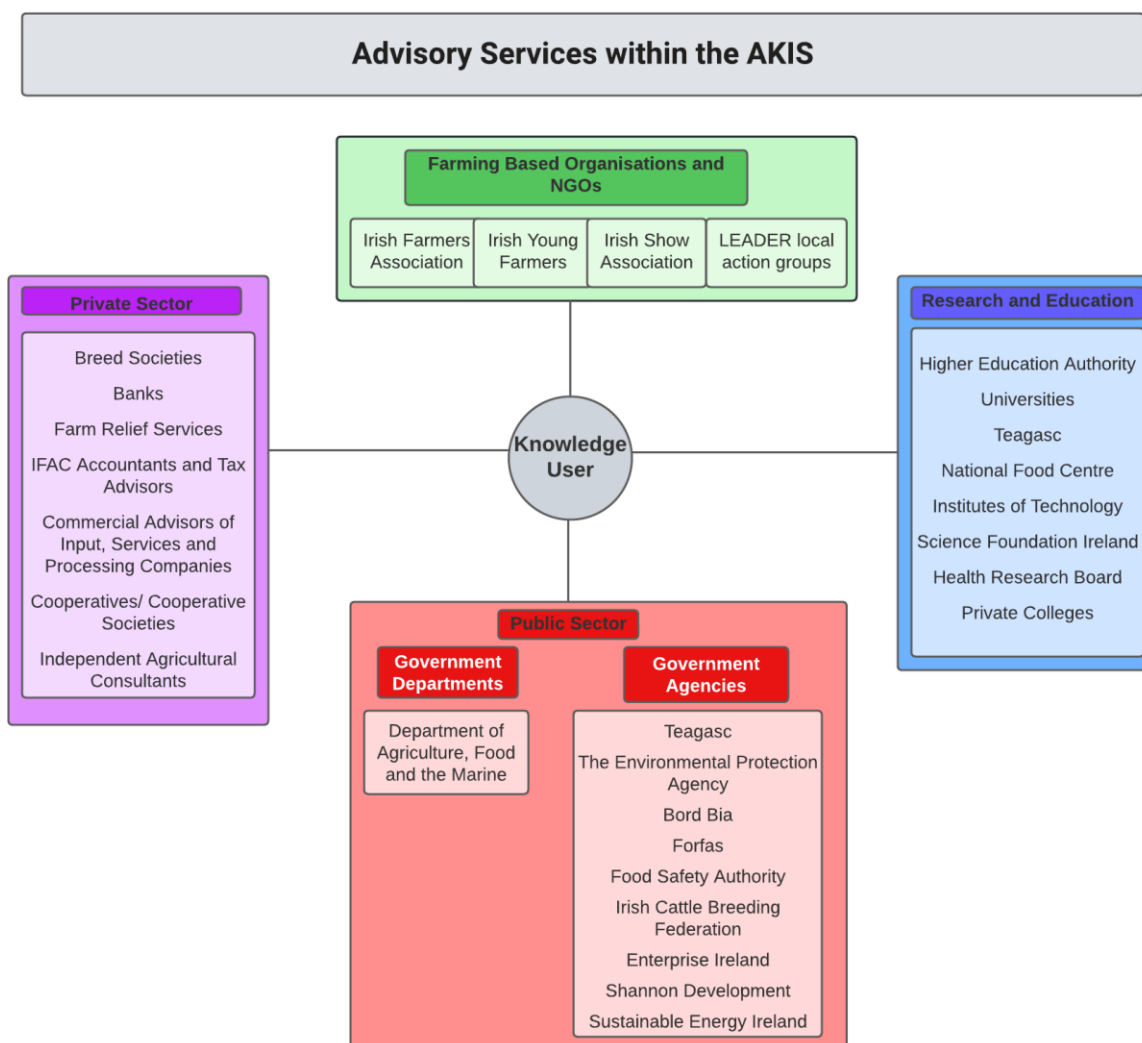 Advisory Services within the AKIS
Farming Based Organisations and
NGOs
Irish Farmers
Association
Irish Young
Farmers
Irish Show
Association
LEADER local
action groups
Private Sector
Breed Societies
Banks
Farm Relief Services
IFAC Accountants and Tax
Advisors
Commercial Advisors of
Input, Services and
Processing Companies
Cooperatives/ Cooperative
Societies
Independent Agricultural
Consultants
Knowledge
User
Research and Education
Higher Education Authority
Universities
Teagasc
National Food Centre
Institutes of Technology
Science Foundation Ireland
Health Research Board
Private Colleges
Public Sector
Government
Departments
Department of
Agriculture, Food
and the Marine
Government
Agencies
Teagasc
The Environmental Protection
Agency
Bord Bia
Forfas
Food Safety Authority
Irish Cattle Breeding
Federation
Enterprise Ireland
Shannon Development
Sustainable Energy Ireland